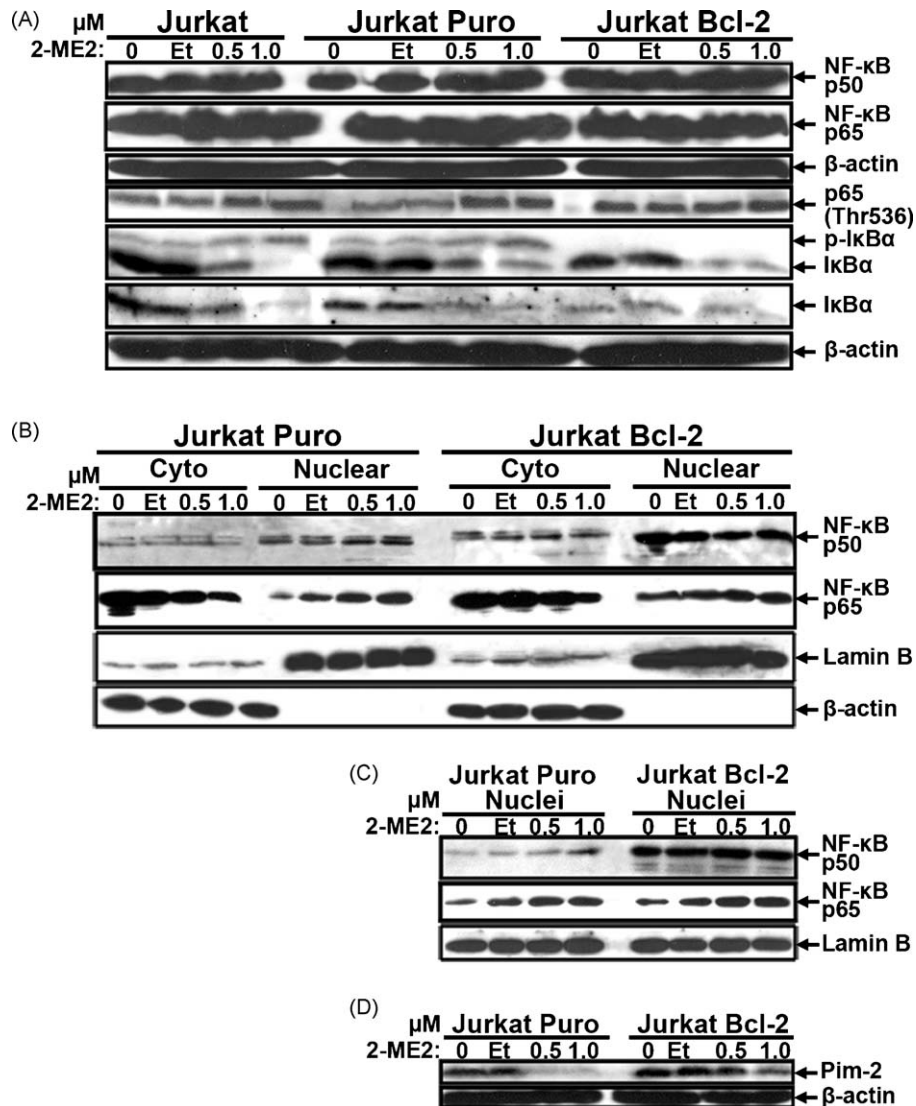 (A)
Jurkat Jurkat Puro Jurkat Bcl-2
µM
2-ME2: 0 Et 0.5 1.0 0 Et 0.5 1.0 0 Et 0.5 1.0
NF-κB
p50
NF-κB
p65
β-actin
p65
(Thr536)
p-IκBα
IκBα
IκBα
β-actin
(B)
Jurkat Puro Jurkat Bcl-2
Cyto Nuclear Cyto Nuclear
µM
2-ME2: 0 Et 0.5 1.0 0 Et 0.5 1.0 0 Et 0.5 1.0 0 Et 0.5 1.0
NF-κB
p50
NF-κB
p65
Lamin B
β-actin
(C)
Jurkat Puro Jurkat Bcl-2
µM Nuclei Nuclei
2-ME2: 0 Et 0.5 1.0 0 Et 0.5 1.0
NF-κB
p50
NF-κB
p65
Lamin B
(D)
µM Jurkat Puro Jurkat Bcl-2
2-ME2: 0 Et 0.5 1.0 0 Et 0.5 1.0
Pim-2
β-actin